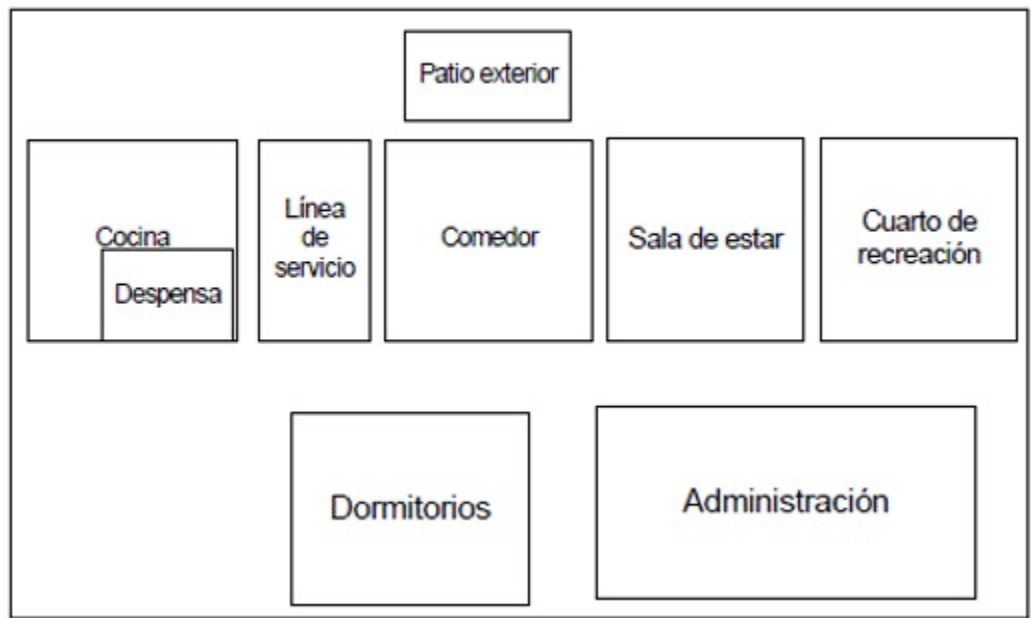 Patio exterior
Cocina
Despensa
Línea
de
servicio
Comedor
Sala de estar
Cuarto de
recreación
Dormitorios
Administración